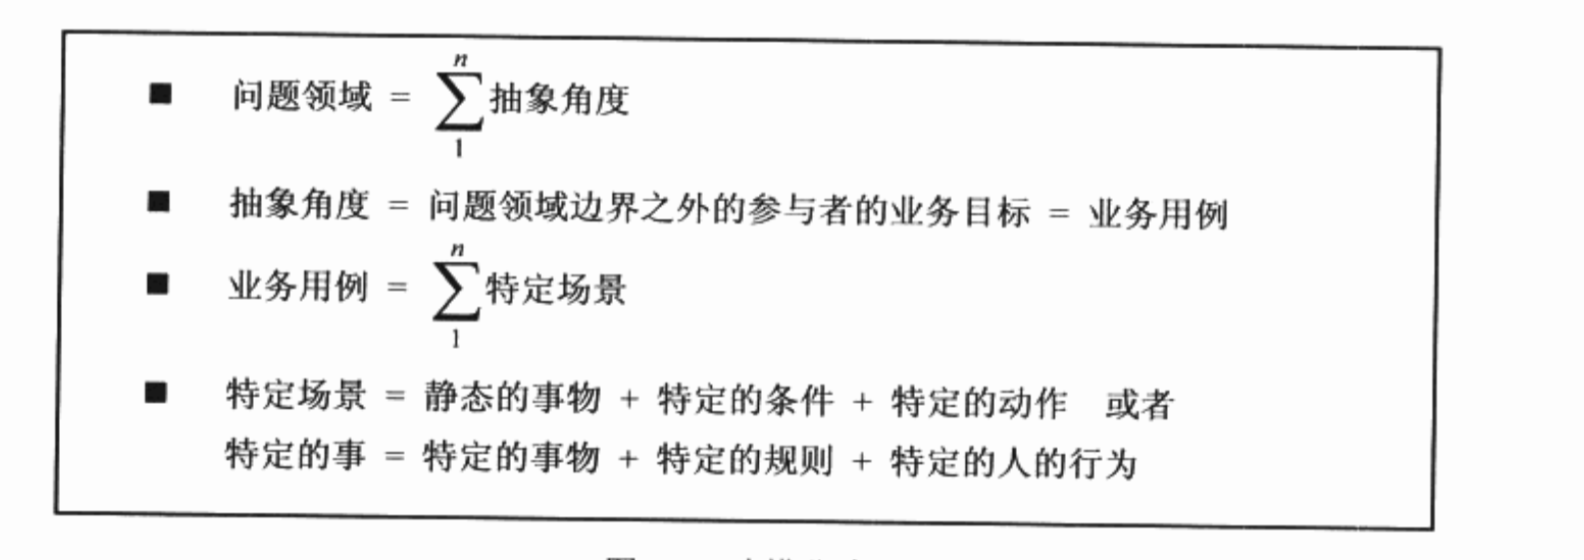 ■ 问题领域 = n∑1 抽象角度
■ 抽象角度 = 问题领域边界之外的参与者的业务目标 = 业务用例
■ 业务用例 = n∑1 特定场景
■ 特定场景 = 静态的事物 + 特定的条件 + 特定的动作 或者
特定的事 = 特定的事物 + 特定的规则 + 特定的人的行为